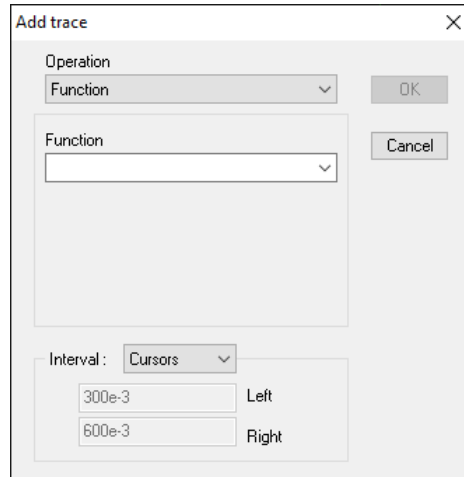 Add trace
Operation
Function
OK
Function
Cancel
Interval : Cursors
300e-3 Left
600e-3 Right